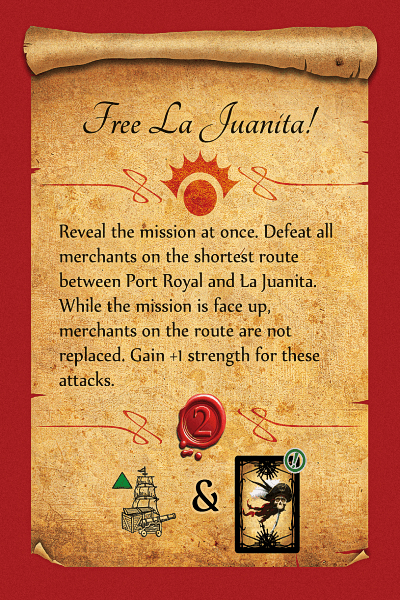 Free La Juanita!
Reveal the mission at once. Defeat all
merchants on the shortest route
between Port Royal and La Juanita.
While the mission is face up,
merchants on the route are not
replaced. Gain +1 strength for these
attacks.
2
&